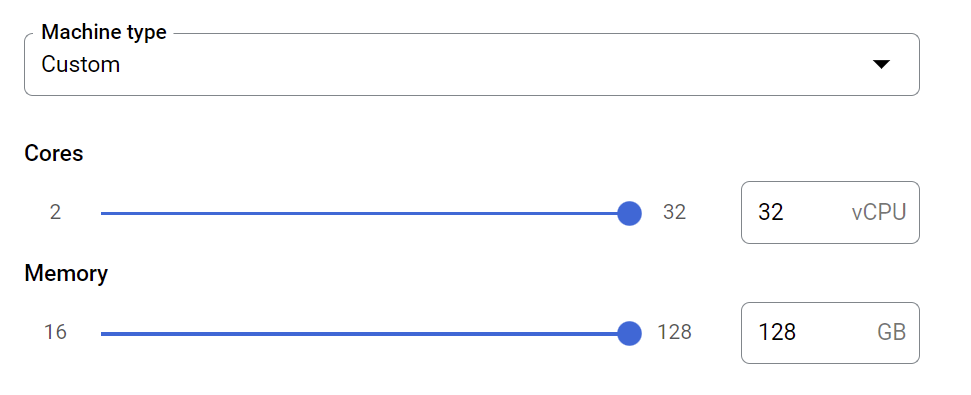 Machine type
Custom
Cores
2 32 32 vCPU
Memory
16 128 128 GB